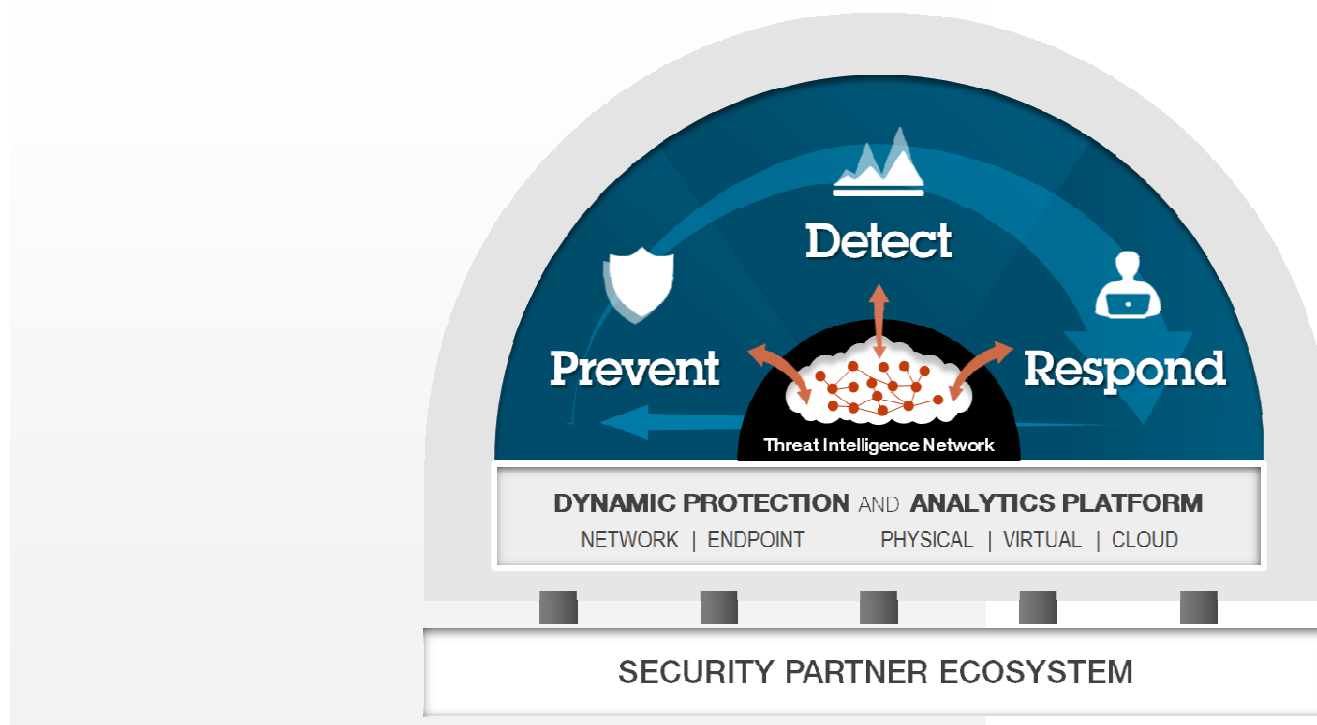 Detect
Prevent
Respond
Threat Intelligence Network
DYNAMIC PROTECTION AND ANALYTICS PLATFORM
NETWORK | ENDPOINT PHYSICAL | VIRTUAL | CLOUD
SECURITY PARTNER ECOSYSTEM